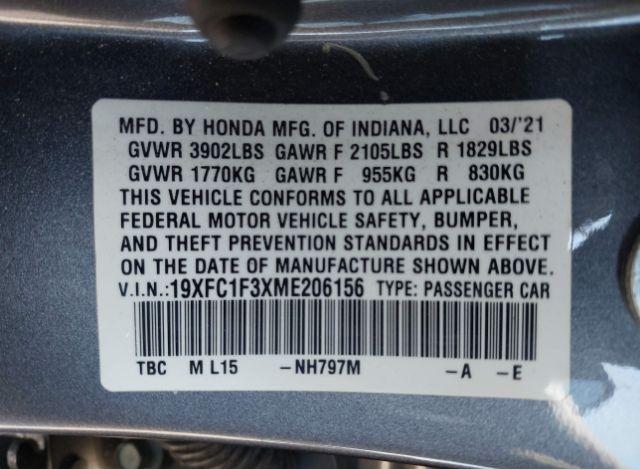 MFD. BY HONDA MFG. OF INDIANA, LLC 03/'21
GVWR 3902LBS GAWR F 2105LBS R 1829LBS
GVWR 1770KG GAWR F 955KG R 830KG
THIS VEHICLE CONFORMS TO ALL APPLICABLE
FEDERAL MOTOR VEHICLE SAFETY, BUMPER,
AND THEFT PREVENTION STANDARDS IN EFFECT
ON THE DATE OF MANUFACTURE SHOWN ABOVE.
V.I.N.:19XFC1F3XME206156 TYPE: PASSENGER CAR
TBC M L15 -NH797M -A -E